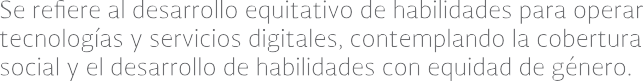 Se refiere al desarrollo equitativo de habilidades para operar
tecnologías y servicios digitales, contemplando la cobertura
social y el desarrollo de habilidades con equidad de género.